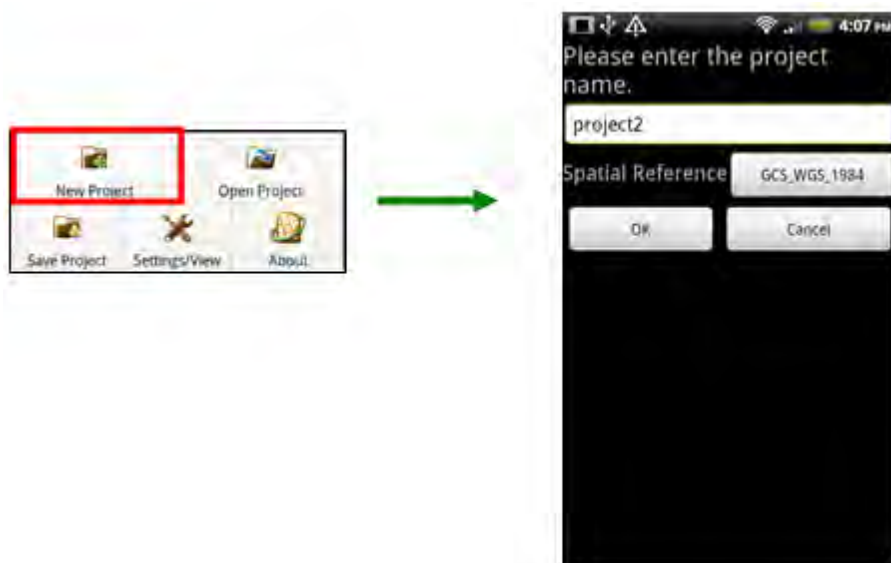 New Project
Open Project
Save Project
Settings/View
About
4:07 PM
Please enter the project
name.
project2
Spatial Reference
GCS_WGS_1984
OK
Cancel